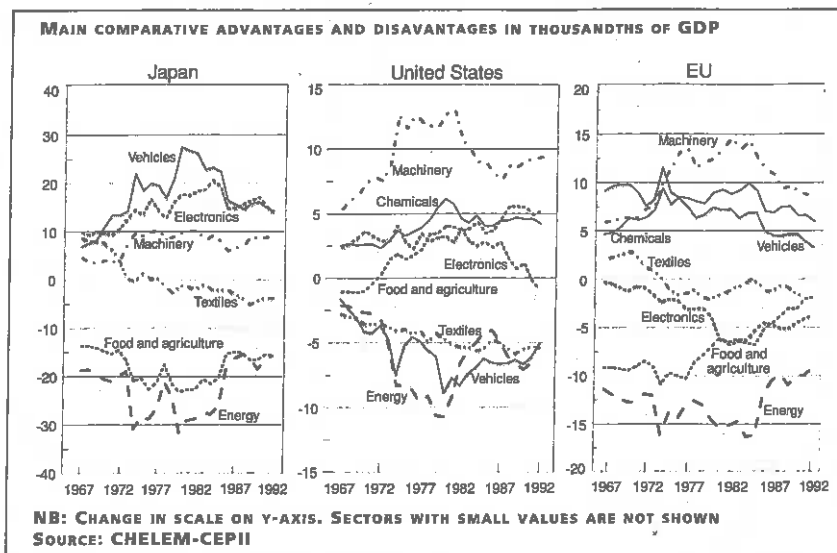 MAIN COMPARATIVE ADVANTAGES AND DISAVANTAGES IN THOUSANDTHS OF GDP
Japan
40
30
20
10
0
-10
-20
-30
-40
Vehicles
Electronics
Machinery
Textiles
Food and agriculture
Energy
1967 1972 1977 1982 1987 1992
United States
15
10
5
0
-5
-10
-15
Machinery
Chemicals
Electronics
Food and agriculture
Textiles
Vehicles
Energy
1967 1972 1977 1982 1987 1992
EU
20
15
10
5
0
-5
-10
-15
-20
Machinery
Chemicals
Vehicles
Textiles
Electronics
Food and
agriculture
Energy
1967 1972 1977 1982 1987 1992
NB: CHANGE IN SCALE ON Y-AXIS. SECTORS WITH SMALL VALUES ARE NOT SHOWN
SOURCE: CHELEM-CEPII